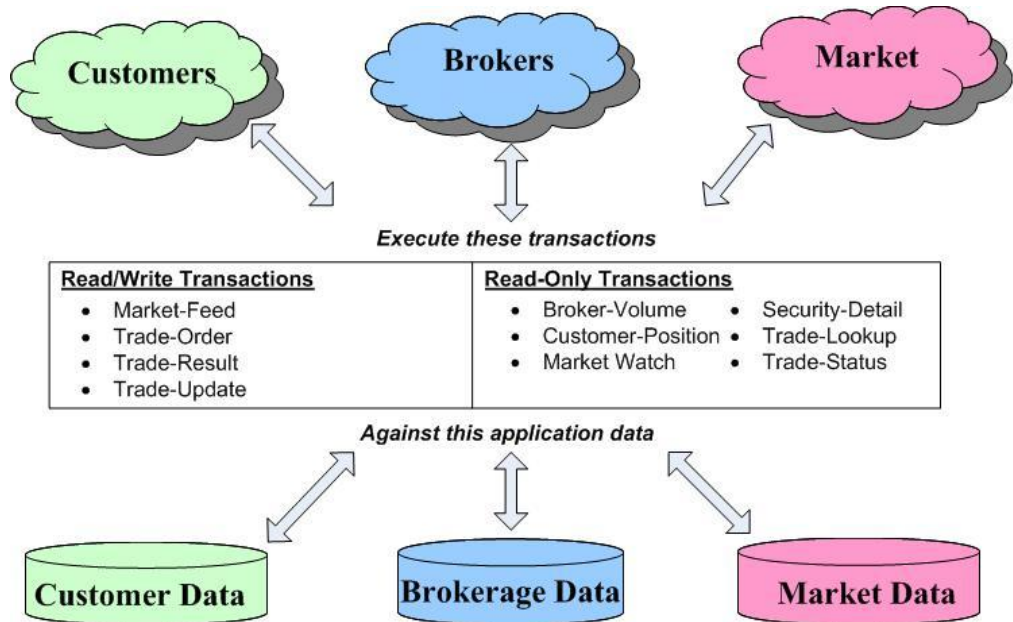 Customers
Brokers
Market
Execute these transactions
Read/Write Transactions
• Market-Feed
• Trade-Order
• Trade-Result
• Trade-Update
Read-Only Transactions
• Broker-Volume
• Customer-Position
• Market Watch
• Security-Detail
• Trade-Lookup
• Trade-Status
Against this application data
Customer Data
Brokerage Data
Market Data